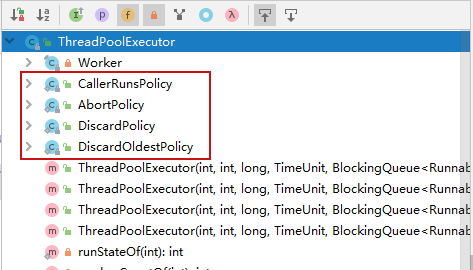 ThreadPoolExecutor
Worker
CallerRunsPolicy
AbortPolicy
DiscardPolicy
DiscardOldestPolicy
ThreadPoolExecutor(int, int, long, TimeUnit, BlockingQueue<Runnab
ThreadPoolExecutor(int, int, long, TimeUnit, BlockingQueue<Runnab
ThreadPoolExecutor(int, int, long, TimeUnit, BlockingQueue<Runnab
ThreadPoolExecutor(int, int, long, TimeUnit, BlockingQueue<Runnab
runStateOf(int): int